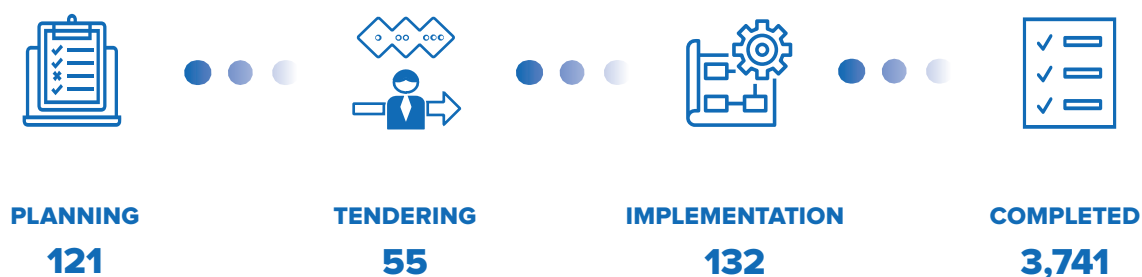 PLANNING
121
TENDERING
55
IMPLEMENTATION
132
COMPLETED
3,741